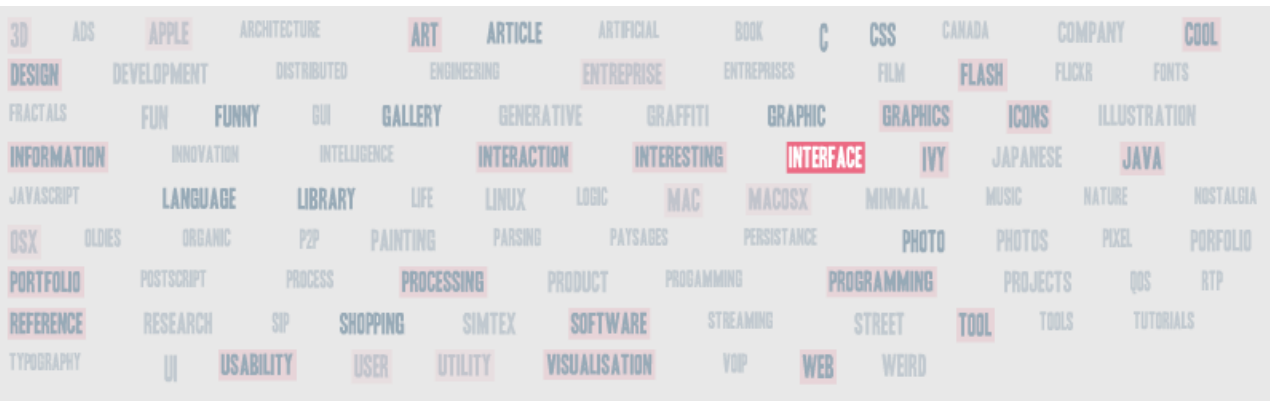 3D ADS APPLE ARCHITECTURE ART ARTICLE ARTIFICIAL BOOK C CSS CANADA COMPANY COOL
DESIGN DEVELOPMENT DISTRIBUTED ENGINEERING ENTREPRISE ENTREPRISES FILM FLASH FLICKR FONTS
FRACTALS FUN FUNNY GUI GALLERY GENERATIVE GRAFFITI GRAPHIC GRAPHICS ICONS ILLUSTRATION
INFORMATION INNOVATION INTELLIGENCE INTERACTION INTERESTING INTERFACE IVY JAPANESE JAVA
JAVASCRIPT LANGUAGE LIBRARY LIFE LINUX LOGIC MAC MACOSX MINIMAL MUSIC NATURE NOSTALGIA
OSX OLDIES ORGANIC P2P PAINTING PARSING PAYSAGES PERSISTANCE PHOTO PHOTOS PIXEL PORFOLIO
PORTFOLIO POSTSCRIPT PROCESS PROCESSING PRODUCT PROGAMMING PROGRAMMING PROJECTS QOS RTP
REFERENCE RESEARCH SIP SHOPPING SIMTEX SOFTWARE STREAMING STREET TOOL TOOLS TUTORIALS
TYPOGRAPHY UI USABILITY USER UTILITY VISUALISATION VOIP WEB WEIRD